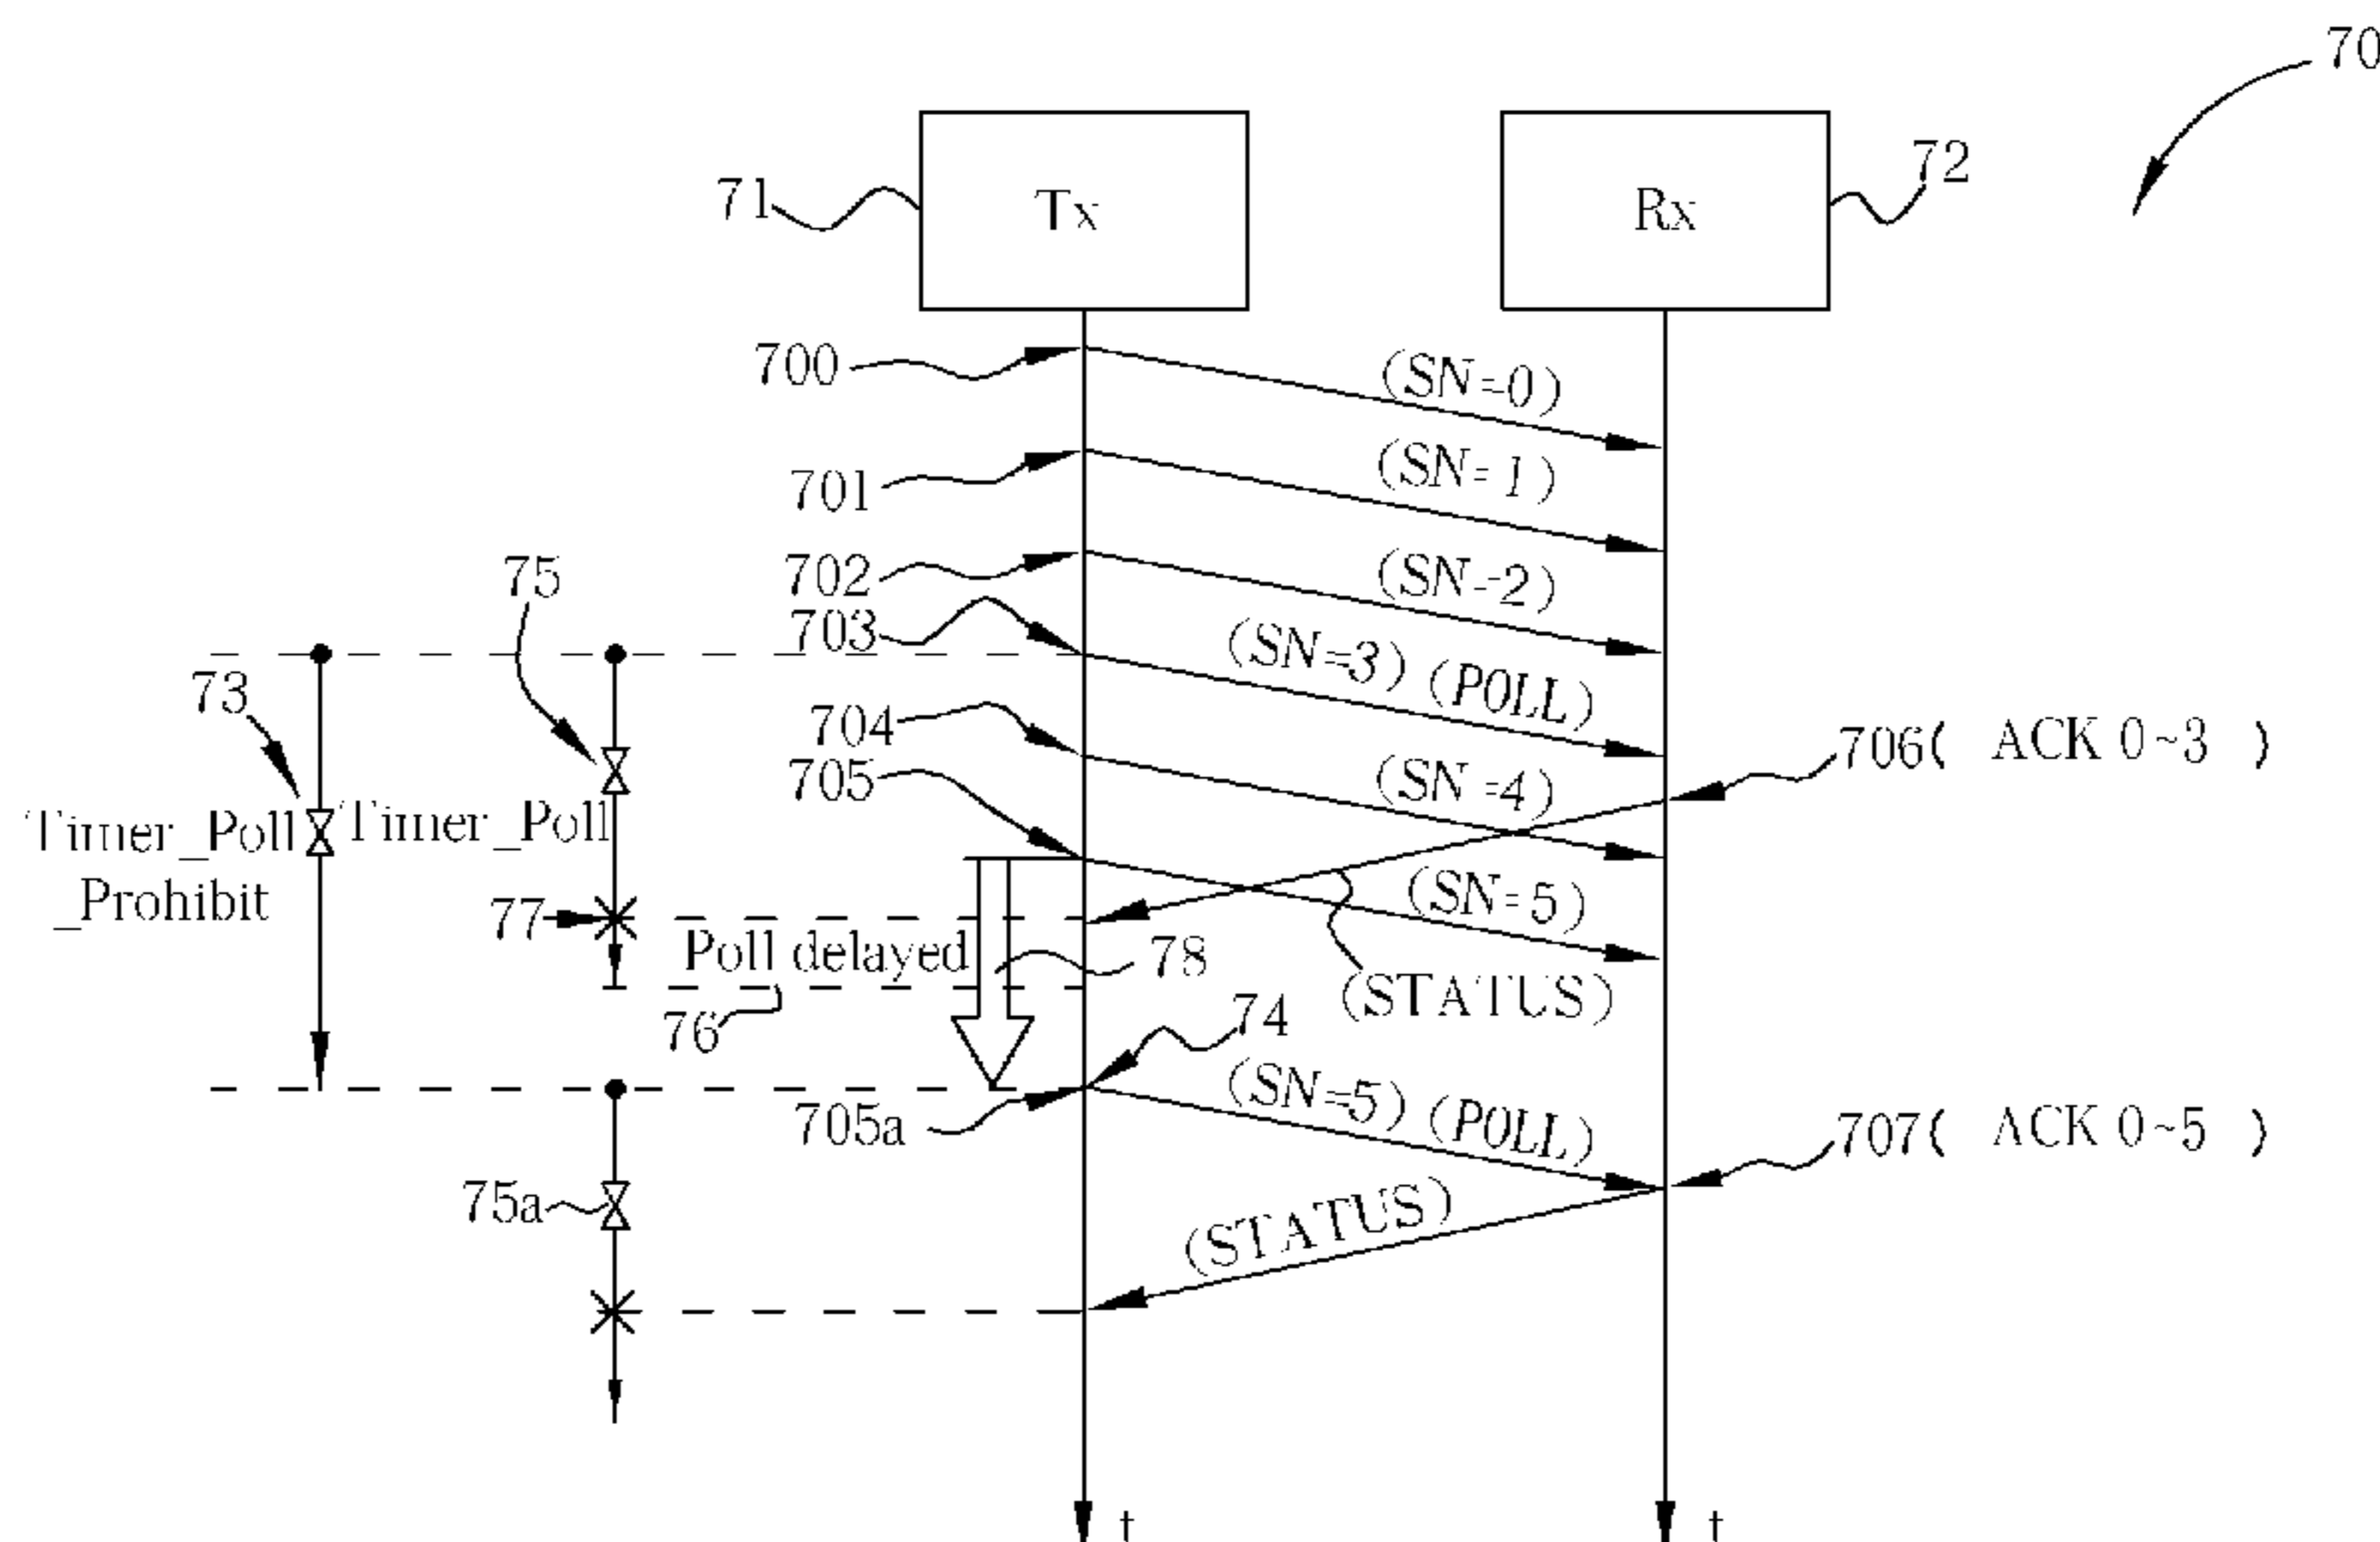 70
71
Tx
Rx
72
700
(SN=0)
701
(SN=1)
702
(SN=2)
75
703
(SN=3) (POLL)
73
704
706( ACK 0~3 )
705
(SN=4)
Timer_Poll
_Prohibit
Timer_Poll
77
(SN=5)
Poll delayed
78
(STATUS)
76
74
705a
(SN=5) (POLL)
707( ACK 0~5 )
75a
(STATUS)
t
t